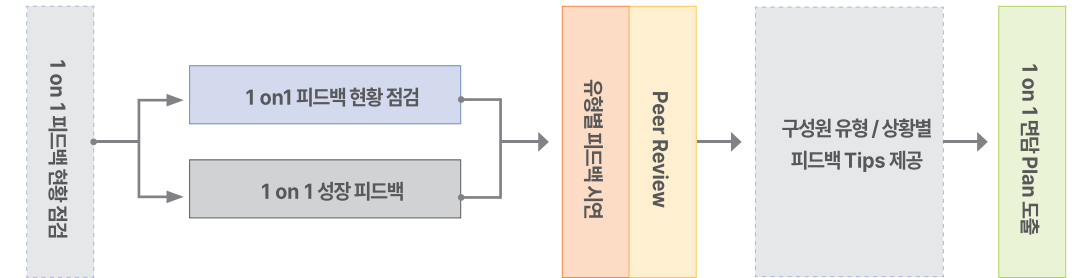 1 on 1 피드백 현황 점검
1 on1 피드백 현황 점검
1 on 1 성장 피드백
유형별 피드백 시연
Peer Review
구성원 유형 / 상황별
피드백 Tips 제공
1 on 1 면담 Plan 도출